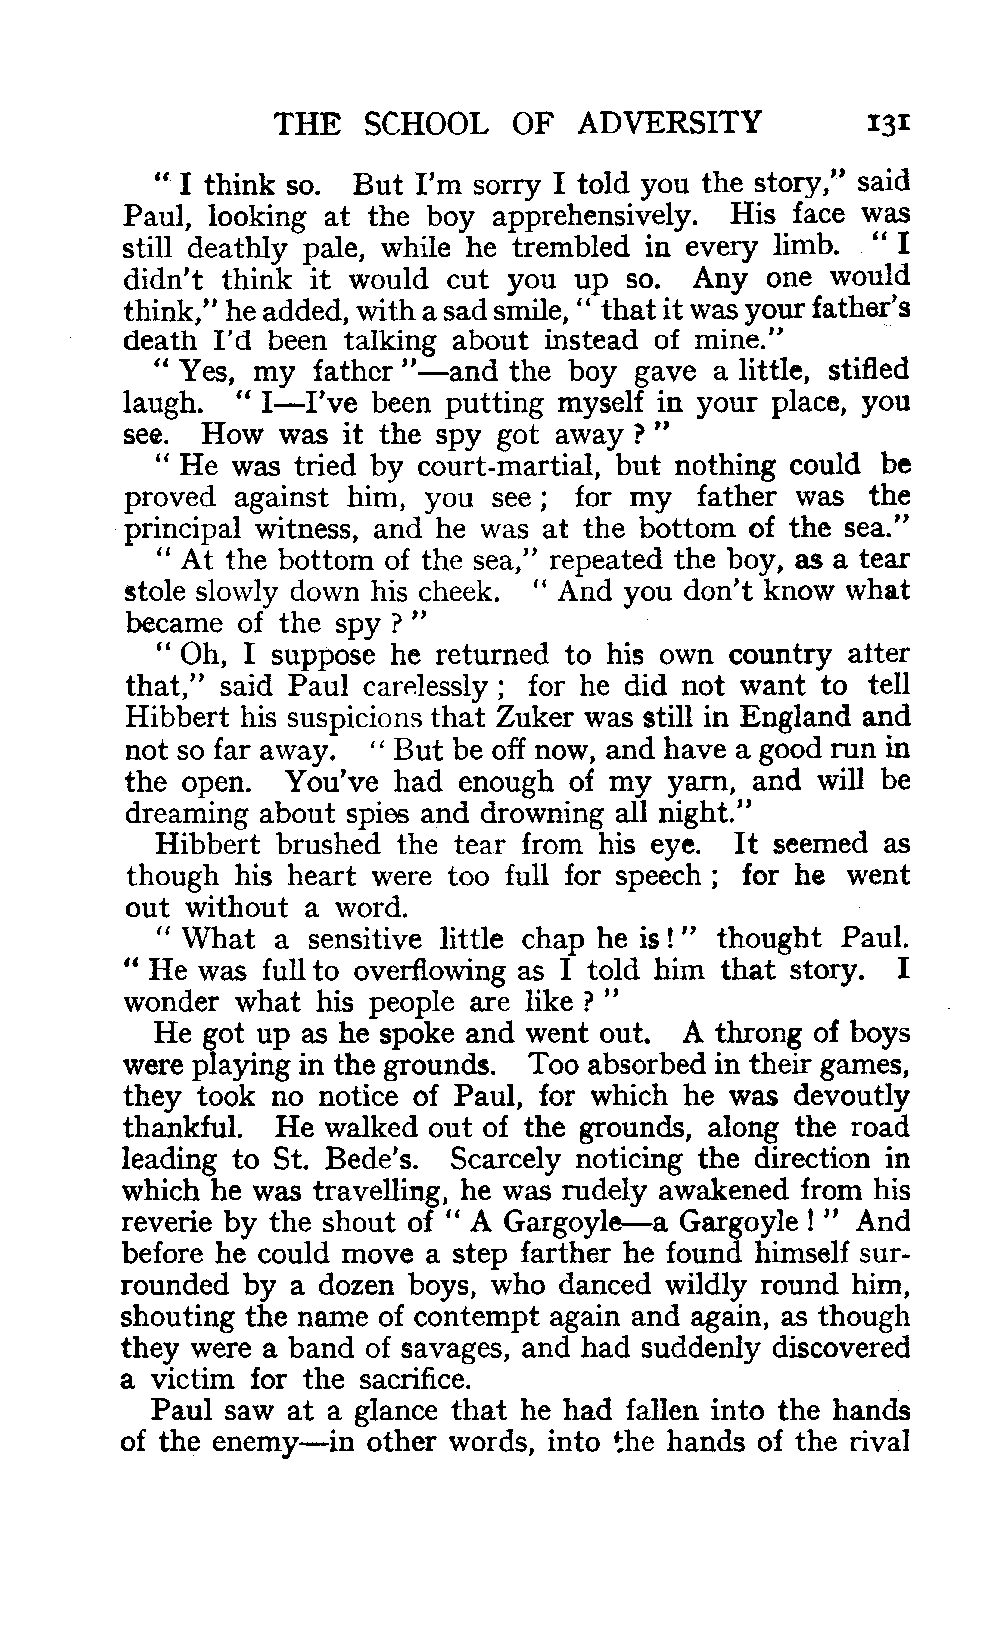 THE SCHOOL OF ADVERSITY 131
“ I think so. But I’m sorry I told you the story,” said
Paul, looking at the boy apprehensively. His face was
still deathly pale, while he trembled in every limb. “ I
didn’t think it would cut you up so. Any one would
think,” he added, with a sad smile, “ that it was your father’s
death I’d been talking about instead of mine.”
“ Yes, my father ”—and the boy gave a little, stifled
laugh. “ I—I’ve been putting myself in your place, you
see. How was it the spy got away ? ”
“ He was tried by court-martial, but nothing could be
proved against him, you see ; for my father was the
principal witness, and he was at the bottom of the sea.”
“ At the bottom of the sea,” repeated the boy, as a tear
stole slowly down his cheek. “ And you don’t know what
became of the spy ? ”
“ Oh, I suppose he returned to his own country after
that,” said Paul carelessly ; for he did not want to tell
Hibbert his suspicions that Zuker was still in England and
not so far away. “ But be off now, and have a good run in
the open. You’ve had enough of my yarn, and will be
dreaming about spies and drowning all night.”
Hibbert brushed the tear from his eye. It seemed as
though his heart were too full for speech ; for he went
out without a word.
“ What a sensitive little chap he is ! ” thought Paul.
“ He was full to overflowing as I told him that story. I
wonder what his people are like ? ”
He got up as he spoke and went out. A throng of boys
were playing in the grounds. Too absorbed in their games,
they took no notice of Paul, for which he was devoutly
thankful. He walked out of the grounds, along the road
leading to St. Bede’s. Scarcely noticing the direction in
which he was travelling, he was rudely awakened from his
reverie by the shout of “ A Gargoyle—a Gargoyle ! ” And
before he could move a step farther he found himself sur-
rounded by a dozen boys, who danced wildly round him,
shouting the name of contempt again and again, as though
they were a band of savages, and had suddenly discovered
a victim for the sacrifice.
Paul saw at a glance that he had fallen into the hands
of the enemy—in other words, into the hands of the rival